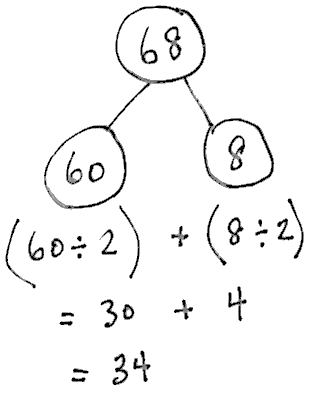 68
60 8
(60÷2) + (8÷2)
= 30 + 4
= 34